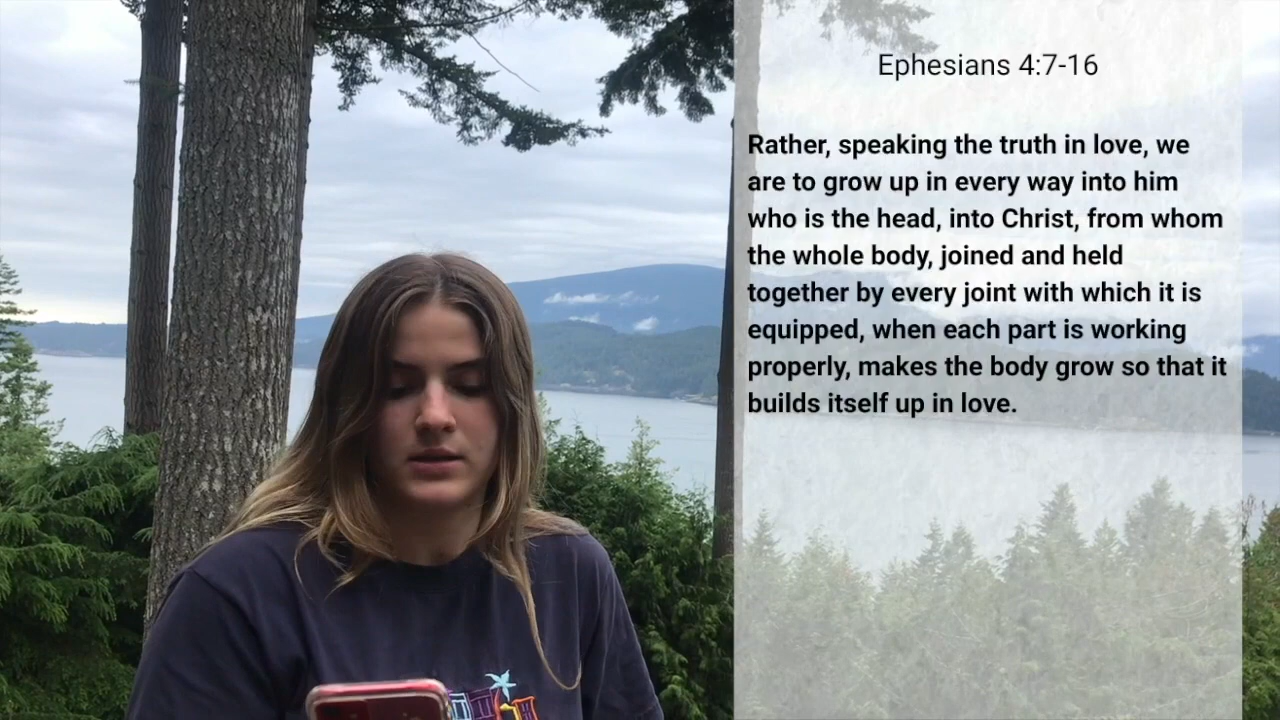 Ephesians 4:7-16
Rather, speaking the truth in love, we
are to grow up in every way into him
who is the head, into Christ, from whom
the whole body, joined and held
together by every joint with which it is
equipped, when each part is working
properly, makes the body grow so that it
builds itself up in love.